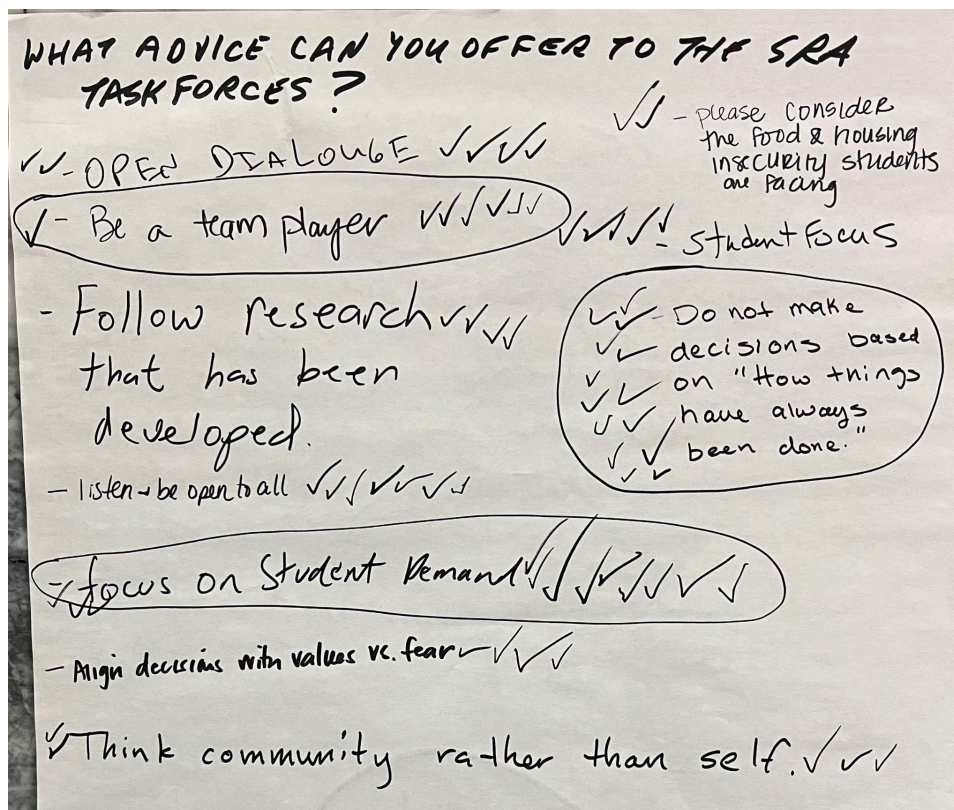 WHAT ADVICE CAN YOU OFFER TO THE SRA
TASKFORCES?
✓✓- OPEN DIALOUGE ✓✓✓✓
✓- Be a team player ✓✓✓✓✓✓
- Follow research ✓✓✓✓
that has been
developed.
- listen + be open to all ✓✓✓✓✓✓✓
- focus on Student Demand ✓✓✓✓✓✓✓✓
- Align decisions with values vs. fear ✓✓✓✓
✓✓Think community rather than self. ✓✓✓
✓✓ - please consider
the food & housing
insecurity students
are facing
✓✓✓✓- Student Focus
✓✓- Do not make
✓✓ decisions based
✓✓ on "How things
✓✓✓ have always
✓✓ been done."
✓✓